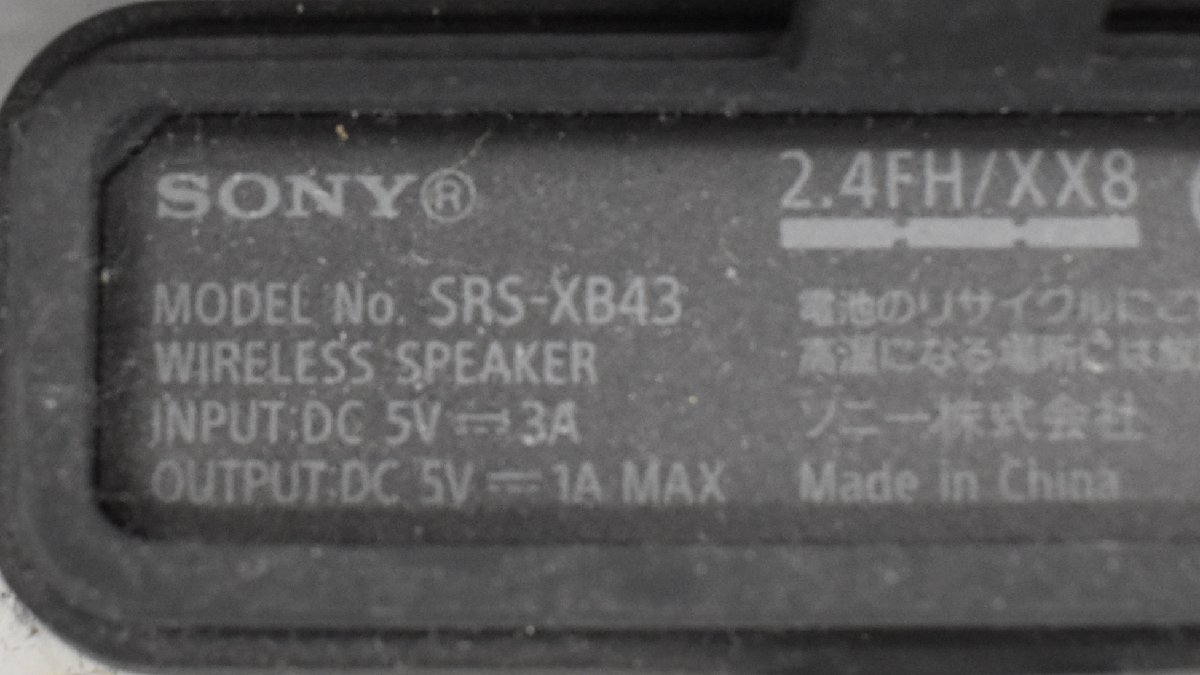 SONY®
MODEL No. SRS-XB43
WIRELESS SPEAKER
INPUT:DC 5V ⎓ 3A
OUTPUT:DC 5V ⎓ 1A MAX
2.4FH/XX8
電池のリサイクルにご
高温になる場所には放
ソニー株式会社
Made in China